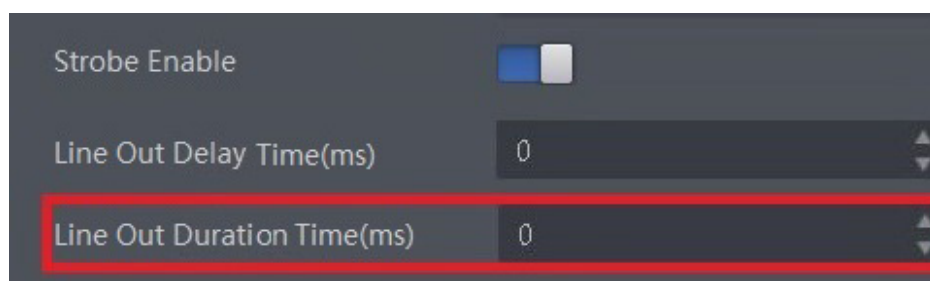 Strobe Enable
Line Out Delay Time(ms)
0
Line Out Duration Time(ms)
0